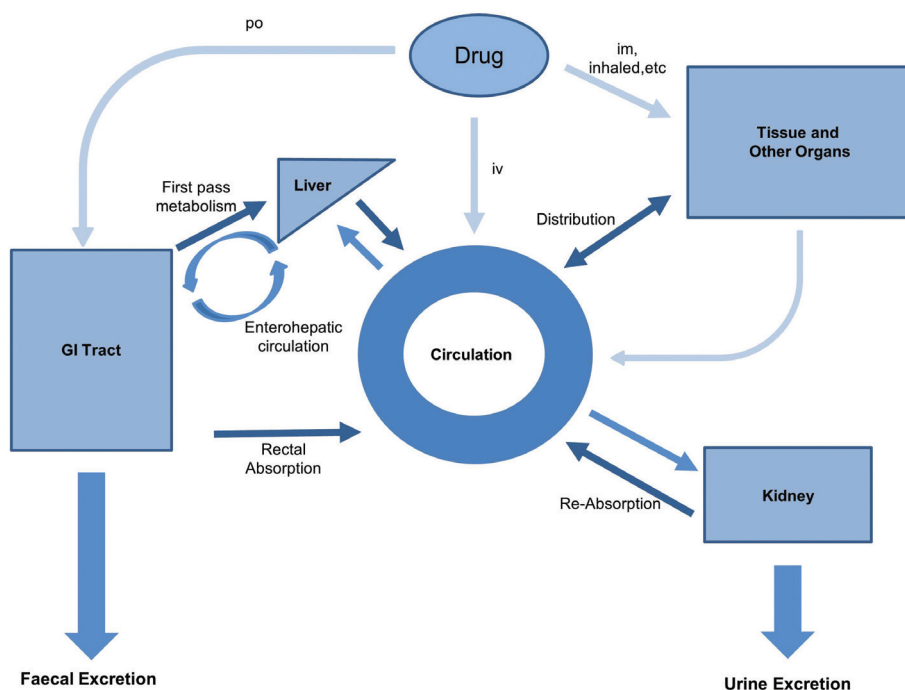 po
Drug
im,
inhaled,etc
Tissue and
Other Organs
iv
First pass
metabolism
Liver
Distribution
GI Tract
Enterohepatic
circulation
Circulation
Rectal
Absorption
Re-Absorption
Kidney
Faecal Excretion
Urine Excretion